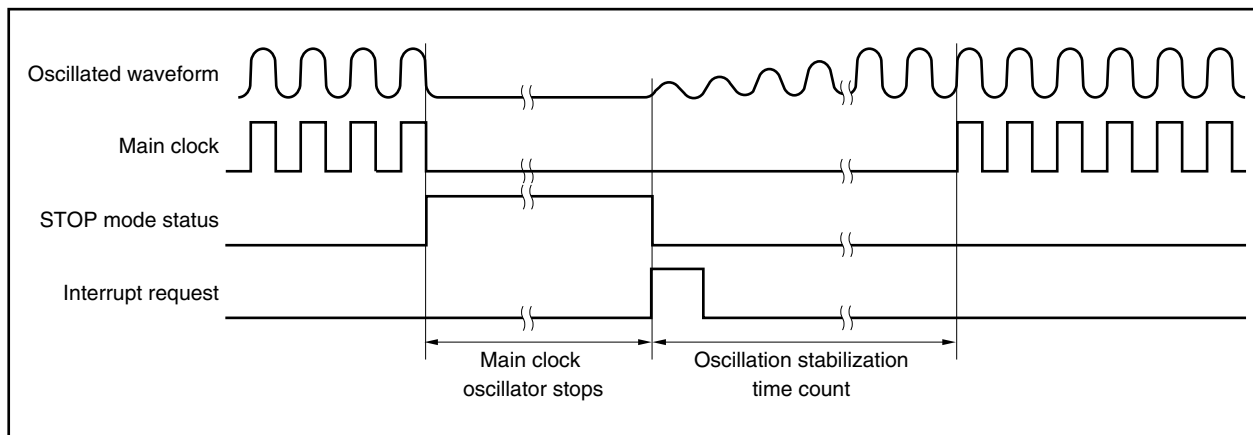 Oscillated waveform
Main clock
STOP mode status
Interrupt request
Main clock
oscillator stops
Oscillation stabilization
time count